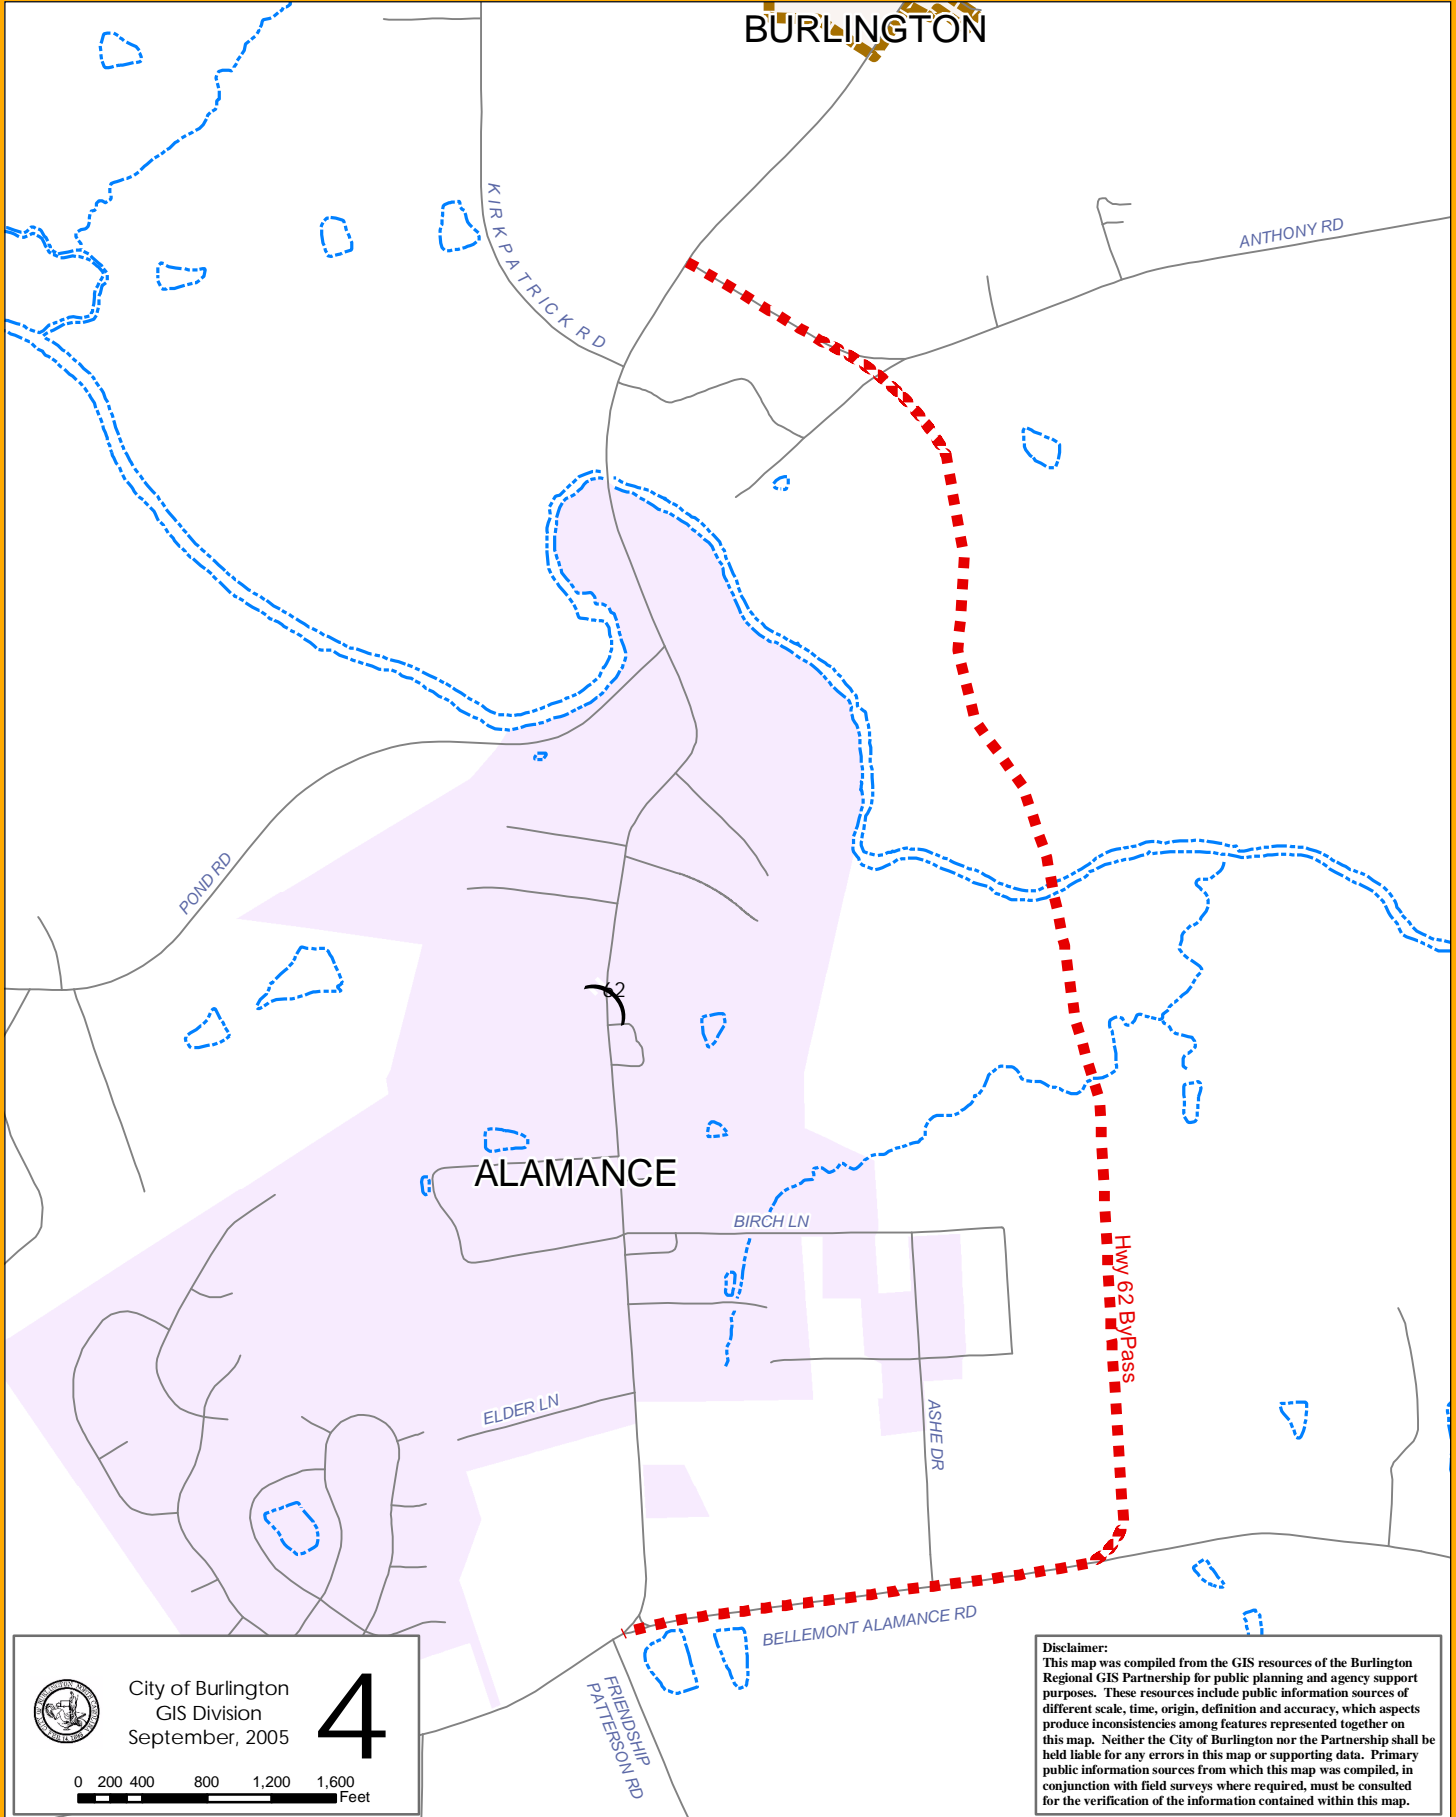 BURLINGTON
KIRKPATRICK RD
ANTHONY RD
POND RD
62
ALAMANCE
BIRCH LN
Hwy 62 ByPass
ELDER LN
ASHE DR
BELLEMONT ALAMANCE RD
FRIENDSHIP
PATTERSON RD
City of Burlington
GIS Division
September, 2005
4
0 200 400 800 1,200 1,600
Feet
Disclaimer:
This map was compiled from the GIS resources of the Burlington
Regional GIS Partnership for public planning and agency support
purposes. These resources include public information sources of
different scale, time, origin, definition and accuracy, which aspects
produce inconsistencies among features represented together on
this map. Neither the City of Burlington nor the Partnership shall be
held liable for any errors in this map or supporting data. Primary
public information sources from which this map was compiled, in
conjunction with field surveys where required, must be consulted
for the verification of the information contained within this map.